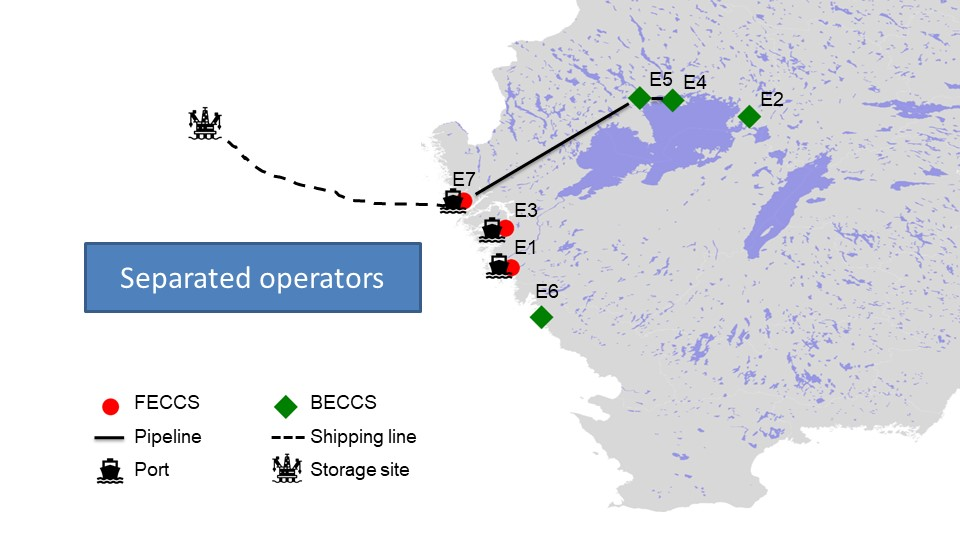 E5 E4
E2
E7
E3
E1
Separated operators
E6
FECCS BECCS
Pipeline Shipping line
Port Storage site